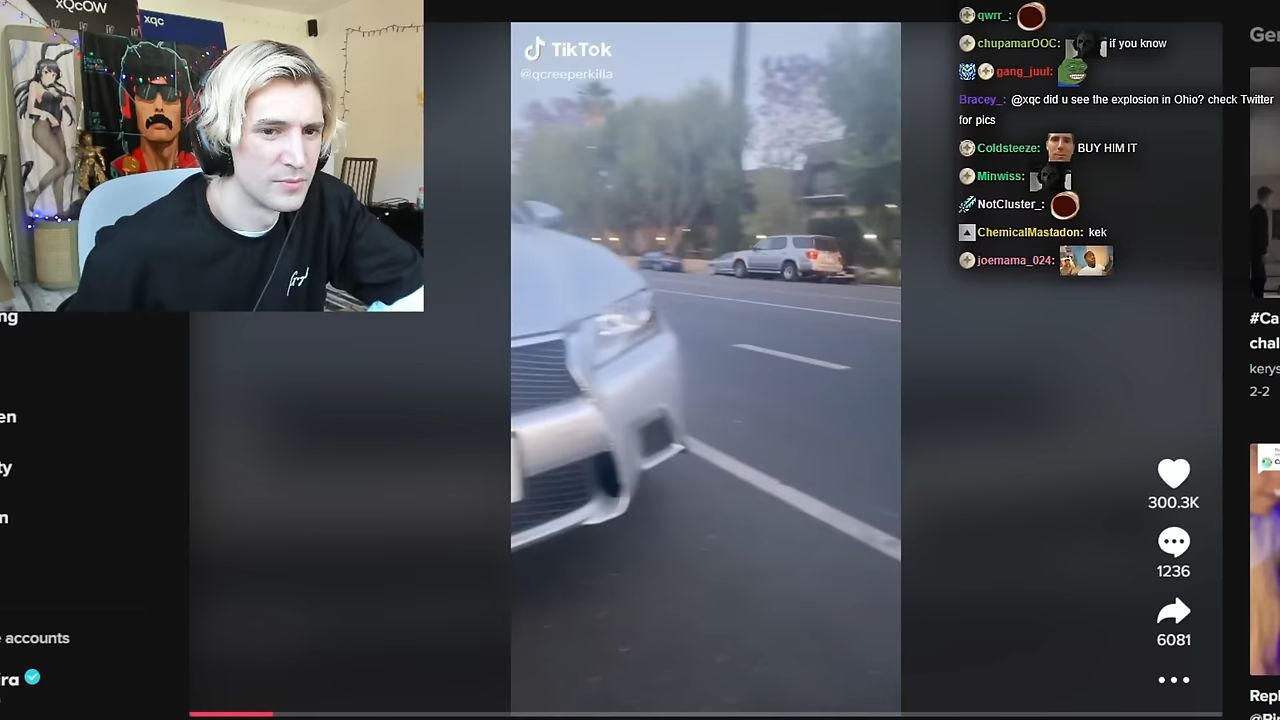 xQcOW
xqc
TikTok
@qcreeperkilla
qwrr_:
chupamarOOC: if you know
gang_juul:
Bracey_: @xqc did u see the explosion in Ohio? check Twitter
for pics
Coldsteeze: BUY HIM IT
Minwiss:
NotCluster_:
ChemicalMastadon: kek
joemama_024:
Ger
#Ca
chal
kerys
2-2
ng
en
ty
n
e accounts
ra
300.3K
1236
6081
Repl